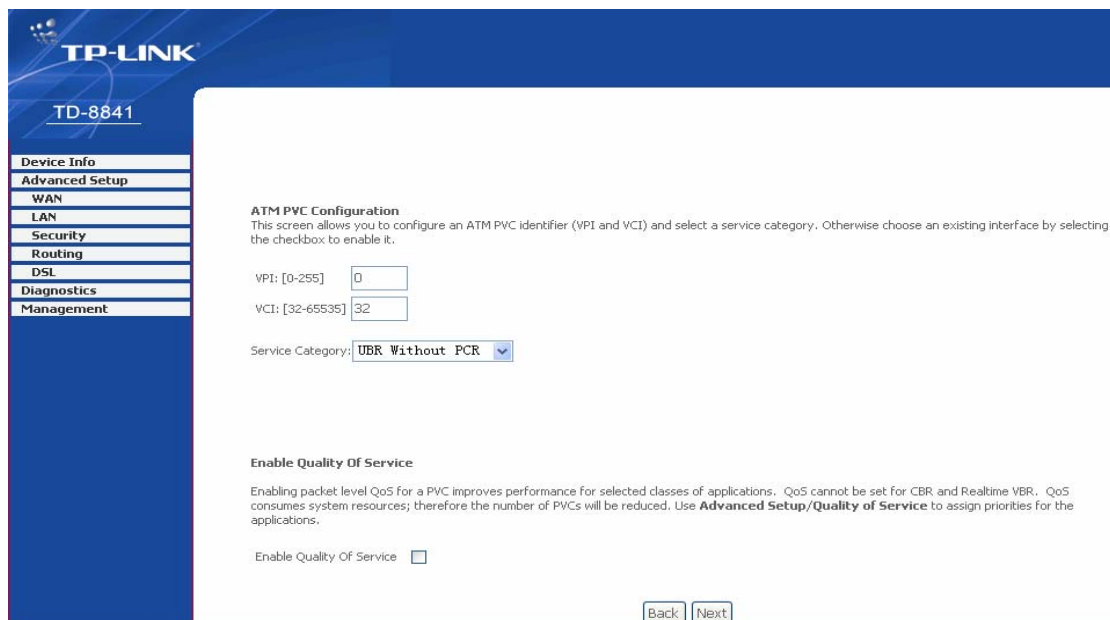 TP-LINK
TD-8841
Device Info
Advanced Setup
WAN
LAN
Security
Routing
DSL
Diagnostics
Management
ATM PVC Configuration
This screen allows you to configure an ATM PVC identifier (VPI and VCI) and select a service category. Otherwise choose an existing interface by selecting
the checkbox to enable it.
VPI: [0-255] 0
VCI: [32-65535] 32
Service Category: UBR Without PCR
Enable Quality Of Service
Enabling packet level QoS for a PVC improves performance for selected classes of applications. QoS cannot be set for CBR and Realtime VBR. QoS
consumes system resources; therefore the number of PVCs will be reduced. Use Advanced Setup/Quality of Service to assign priorities for the
applications.
Enable Quality Of Service
Back Next